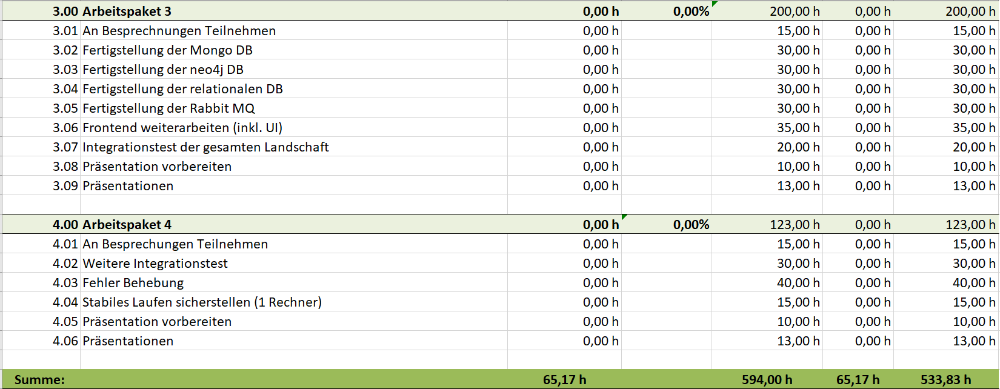 3.00 Arbeitspaket 3 0,00 h 0,00% 200,00 h 0,00 h 200,00 h
3.01 An Besprechnungen Teilnehmen 0,00 h 15,00 h 0,00 h 15,00 h
3.02 Fertigstellung der Mongo DB 0,00 h 30,00 h 0,00 h 30,00 h
3.03 Fertigstellung der neo4j DB 0,00 h 30,00 h 0,00 h 30,00 h
3.04 Fertigstellung der relationalen DB 0,00 h 30,00 h 0,00 h 30,00 h
3.05 Fertigstellung der Rabbit MQ 0,00 h 30,00 h 0,00 h 30,00 h
3.06 Frontend weiterarbeiten (inkl. UI) 0,00 h 35,00 h 0,00 h 35,00 h
3.07 Integrationstest der gesamten Landschaft 0,00 h 20,00 h 0,00 h 20,00 h
3.08 Präsentation vorbereiten 0,00 h 10,00 h 0,00 h 10,00 h
3.09 Präsentationen 0,00 h 13,00 h 0,00 h 13,00 h
4.00 Arbeitspaket 4 0,00 h 0,00% 123,00 h 0,00 h 123,00 h
4.01 An Besprechungen Teilnehmen 0,00 h 15,00 h 0,00 h 15,00 h
4.02 Weitere Integrationstest 0,00 h 30,00 h 0,00 h 30,00 h
4.03 Fehler Behebung 0,00 h 40,00 h 0,00 h 40,00 h
4.04 Stabiles Laufen sicherstellen (1 Rechner) 0,00 h 15,00 h 0,00 h 15,00 h
4.05 Präsentation vorbereiten 0,00 h 10,00 h 0,00 h 10,00 h
4.06 Präsentationen 0,00 h 13,00 h 0,00 h 13,00 h
Summe: 65,17 h 594,00 h 65,17 h 533,83 h